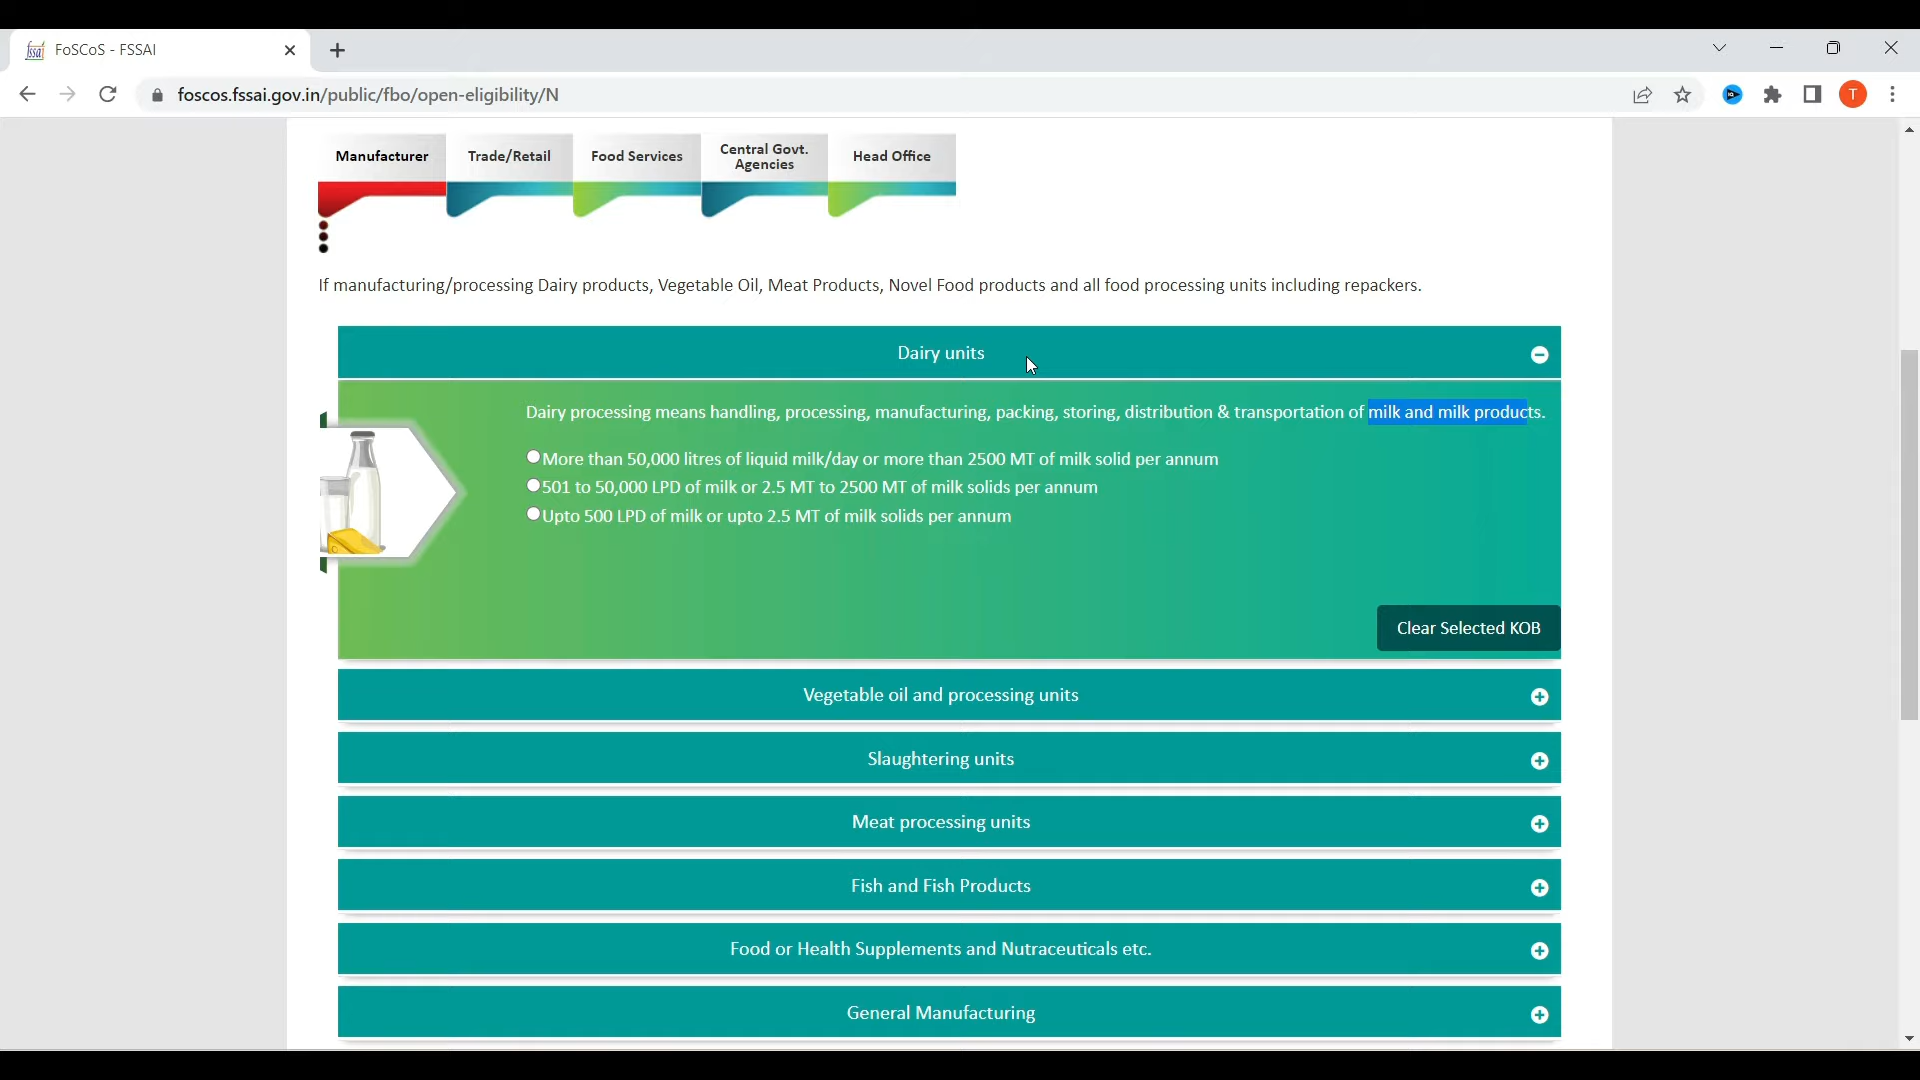 fssai FoSCoS - FSSAI
foscos.fssai.gov.in/public/fbo/open-eligibility/N
T
Manufacturer
Trade/Retail
Food Services
Central Govt.
Agencies
Head Office
If manufacturing/processing Dairy products, Vegetable Oil, Meat Products, Novel Food products and all food processing units including repackers.
Dairy units
Dairy processing means handling, processing, manufacturing, packing, storing, distribution & transportation of milk and milk products.
More than 50,000 litres of liquid milk/day or more than 2500 MT of milk solid per annum
501 to 50,000 LPD of milk or 2.5 MT to 2500 MT of milk solids per annum
Upto 500 LPD of milk or upto 2.5 MT of milk solids per annum
Clear Selected KOB
Vegetable oil and processing units
Slaughtering units
Meat processing units
Fish and Fish Products
Food or Health Supplements and Nutraceuticals etc.
General Manufacturing